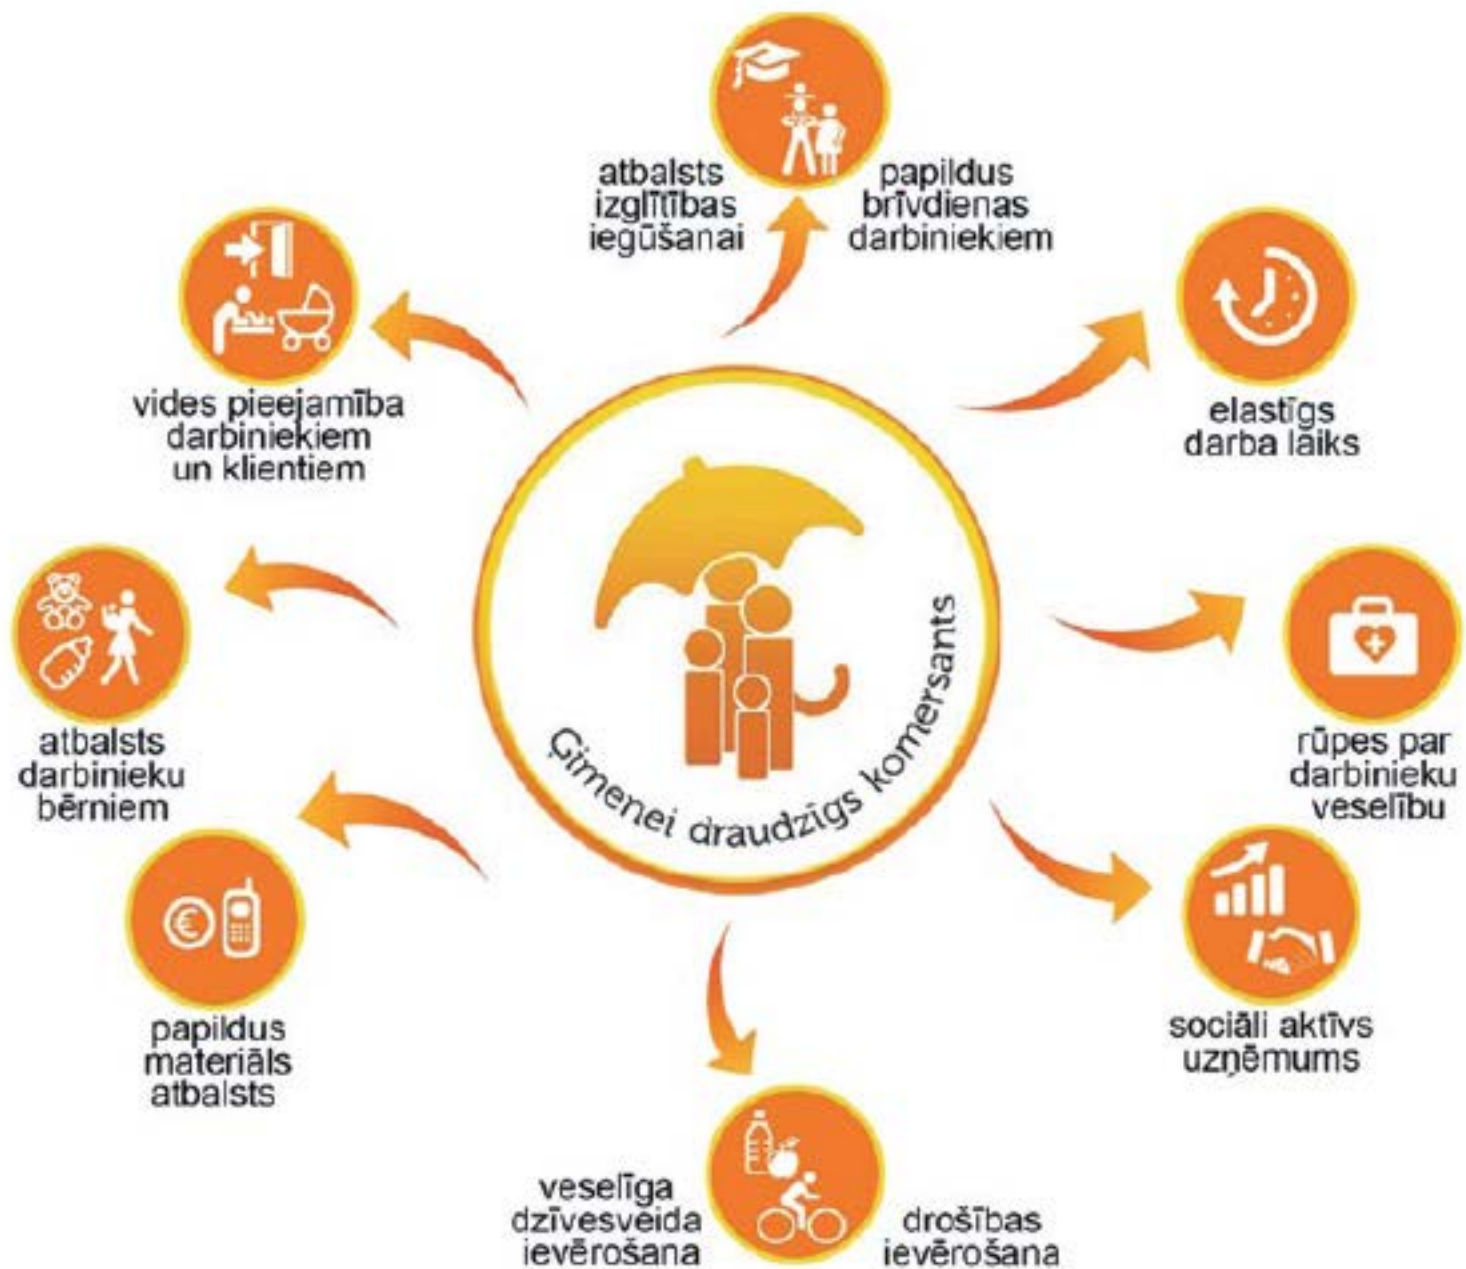 atbalsts
izglītības
iegūšanai
papildus
brīvdienas
darbiniekiem
vides pieejamība
darbiniekiem
un klientiem
elastīgs
darba laiks
Ģimenei draudzīgs komersants
atbalsts
darbinieku
bērniem
rūpes par
darbinieku
veselību
papildus
materiāls
atbalsts
sociāli aktīvs
uzņēmums
veselīga
dzīvesveida
ievērošana
drošības
ievērošana